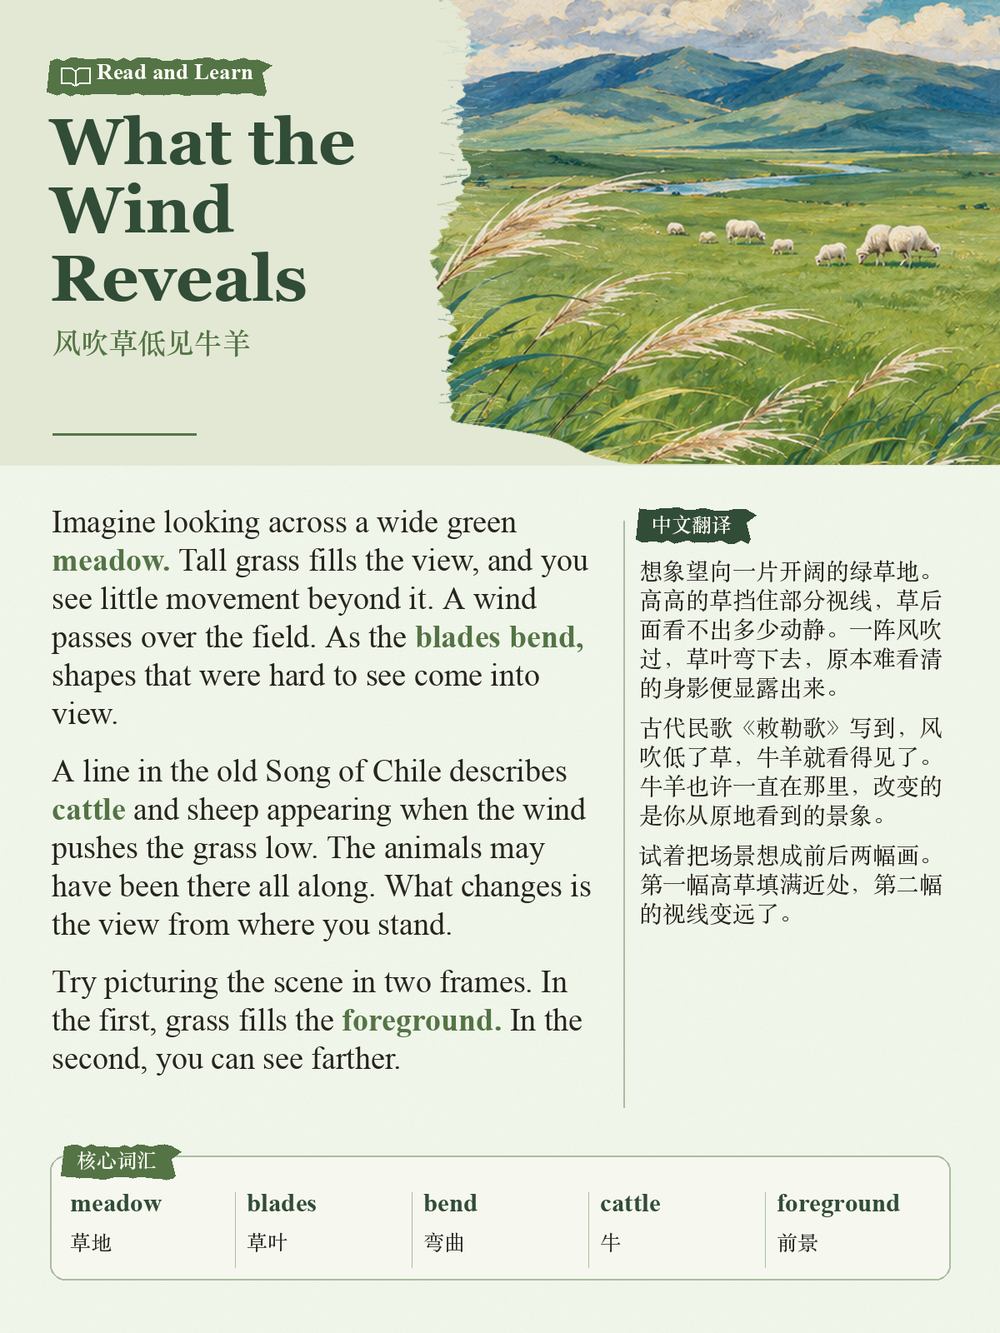 Read and Learn
What the
Wind
Reveals
风吹草低见牛羊
Imagine looking across a wide green
meadow. Tall grass fills the view, and you
see little movement beyond it. A wind
passes over the field. As the blades bend,
shapes that were hard to see come into
view.
A line in the old Song of Chile describes
cattle and sheep appearing when the wind
pushes the grass low. The animals may
have been there all along. What changes is
the view from where you stand.
Try picturing the scene in two frames. In
the first, grass fills the foreground. In the
second, you can see farther.
中文翻译
想象望向一片开阔的绿草地。
高高的草挡住部分视线，草后
面看不出多少动静。一阵风吹
过，草叶弯下去，原本难看清
的身影便显露出来。
古代民歌《敕勒歌》写到，风
吹低了草，牛羊就看得见了。
牛羊也许一直在那里，改变的
是你从原地看到的景象。
试着把场景想成前后两幅画。
第一幅高草填满近处，第二幅
的视线变远了。
核心词汇
meadow
草地
blades
草叶
bend
弯曲
cattle
牛
foreground
前景